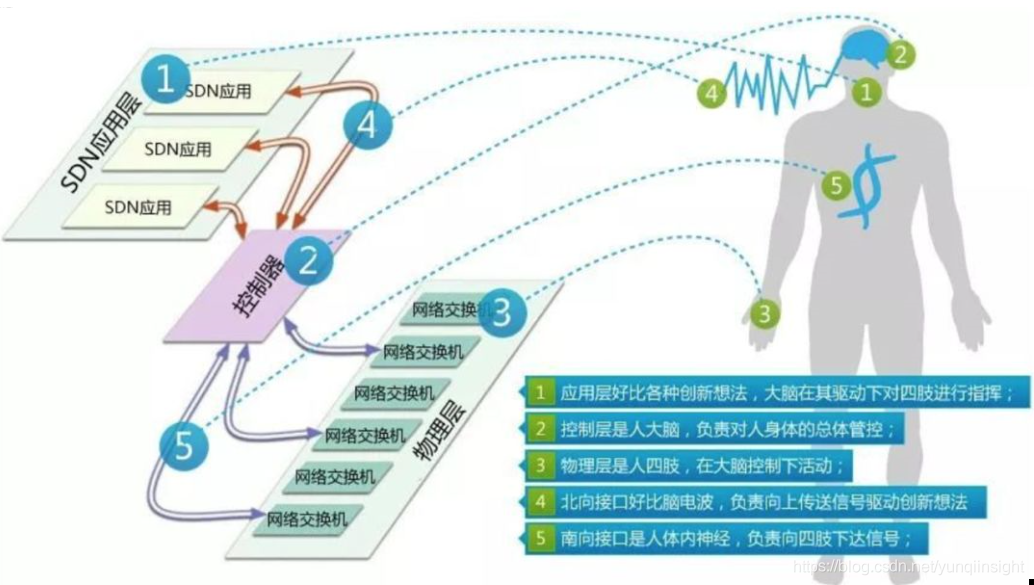 1
SDN应用
SDN应用
SDN应用
SDN应用层
4
控制器
2
网络交换机
3
网络交换机
网络交换机
网络交换机
网络交换机
网络交换机
物理层
5
2
1
4
5
3
1 应用层好比各种创新想法，大脑在其驱动下对四肢进行指挥；
2 控制层是人大脑，负责对人身体的总体管控；
3 物理层是人四肢，在大脑控制下活动；
4 北向接口好比脑电波，负责向上传送信号驱动创新想法
5 南向接口是人体内神经，负责向四肢下达信号；
https://blog.csdn.net/yunqiinsight